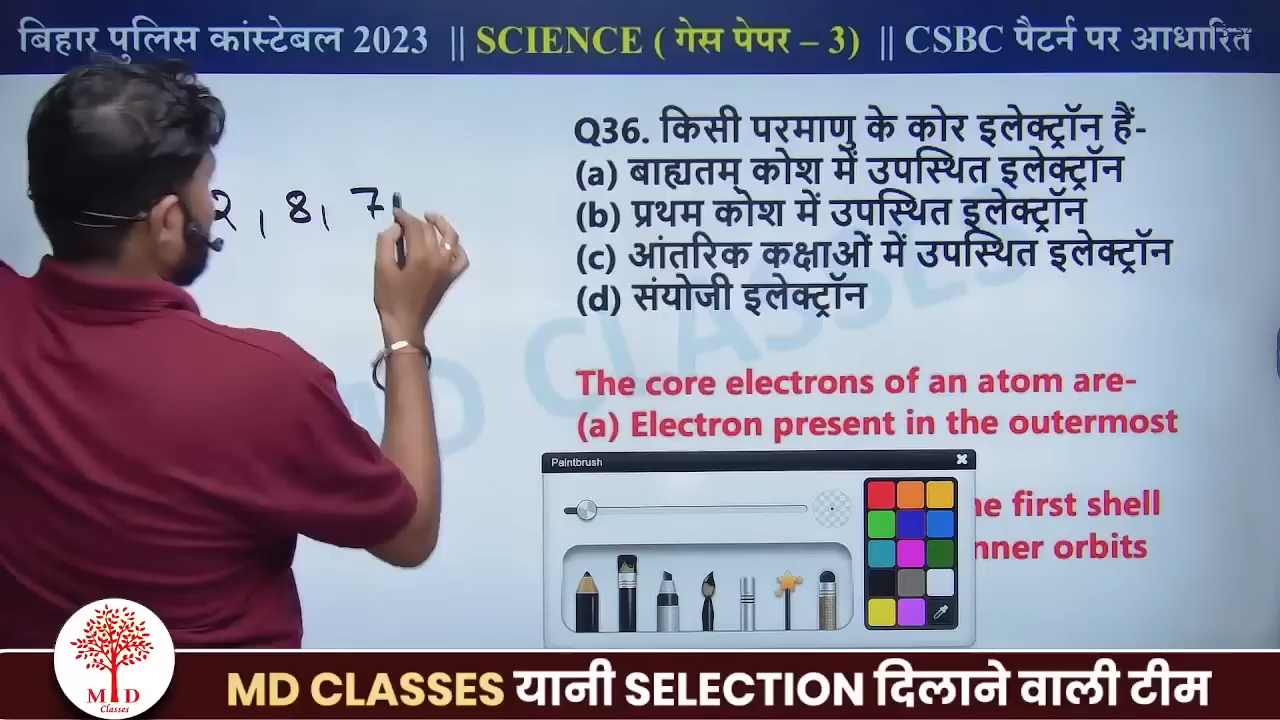 बिहार पुलिस कांस्टेबल 2023 || SCIENCE ( गेस पेपर – 3) || CSBC पैटर्न पर आधारित
2, 8, 7
Q36. किसी परमाणु के कोर इलेक्ट्रॉन हैं-
(a) बाह्यतम् कोश में उपस्थित इलेक्ट्रॉन
(b) प्रथम कोश में उपस्थित इलेक्ट्रॉन
(c) आंतरिक कक्षाओं में उपस्थित इलेक्ट्रॉन
(d) संयोजी इलेक्ट्रॉन
The core electrons of an atom are-
(a) Electron present in the outermost
Paintbrush
first shell
orbits
MD CLASSES
MD
Classes
MD CLASSES यानी SELECTION दिलाने वाली टीम